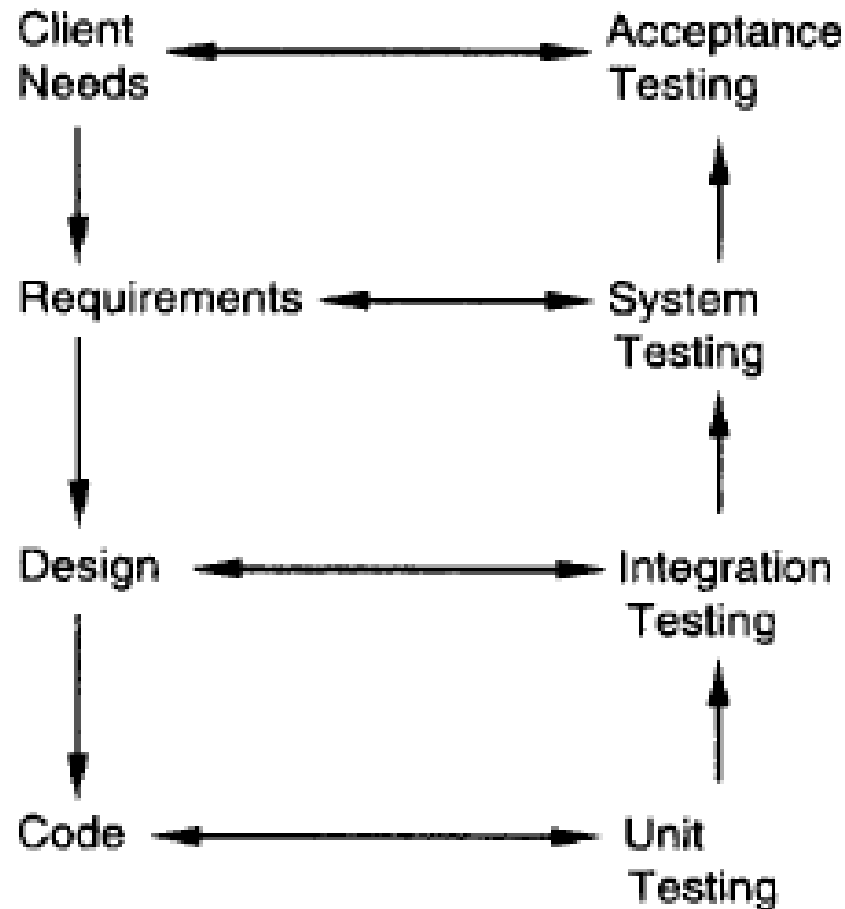 Client
Needs
Acceptance
Testing
Requirements
System
Testing
Design
Integration
Testing
Code
Unit
Testing